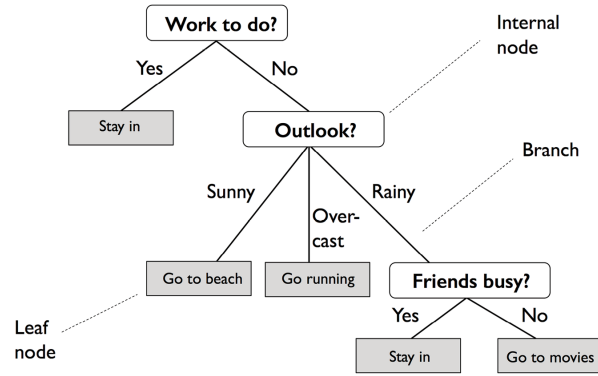 Work to do?
Internal
node
Yes
No
Stay in
Outlook?
Branch
Sunny
Rainy
Over-
cast
Go to beach
Go running
Friends busy?
Leaf
node
Yes
No
Stay in
Go to movies